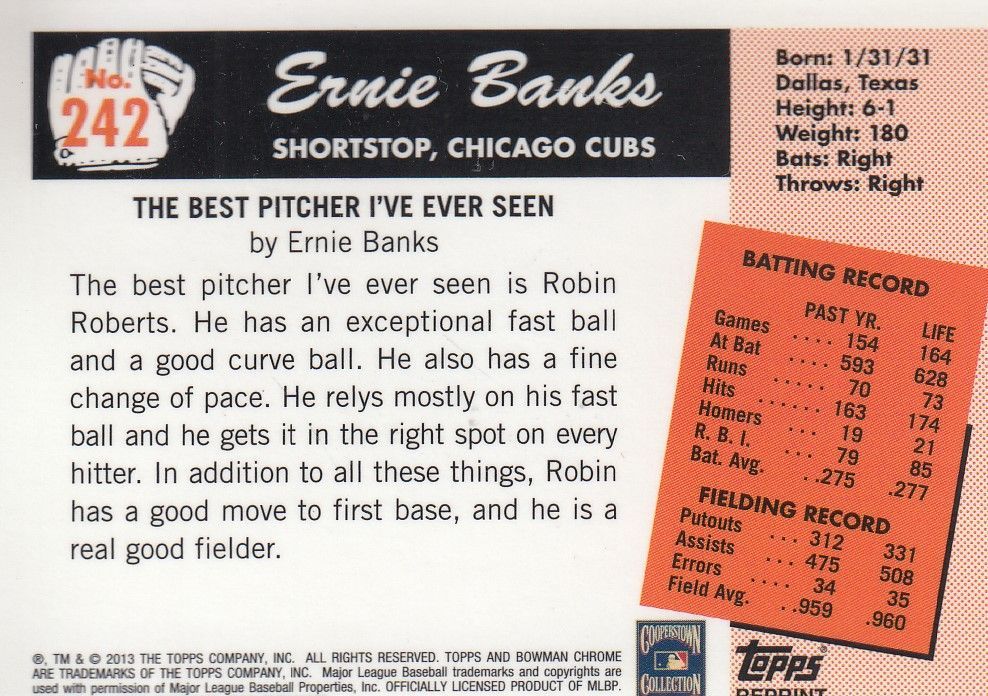 No.
242
Ernie Banks
SHORTSTOP, CHICAGO CUBS
THE BEST PITCHER I'VE EVER SEEN
by Ernie Banks
The best pitcher I've ever seen is Robin
Roberts. He has an exceptional fast ball
and a good curve ball. He also has a fine
change of pace. He relys mostly on his fast
ball and he gets it in the right spot on every
hitter. In addition to all these things, Robin
has a good move to first base, and he is a
real good fielder.
Born: 1/31/31
Dallas, Texas
Height: 6-1
Weight: 180
Bats: Right
Throws: Right
BATTING RECORD
PAST YR. LIFE
Games .... 154 164
At Bat .... 593 628
Runs ..... 70 73
Hits ...... 163 174
Homers ... 19 21
R. B. I. ... 79 85
Bat. Avg. . .275 .277
FIELDING RECORD
Putouts ... 312 331
Assists ... 475 508
Errors .... 34 35
Field Avg. . .959 .960
®, TM & © 2013 THE TOPPS COMPANY, INC. ALL RIGHTS RESERVED. TOPPS AND BOWMAN CHROME
ARE TRADEMARKS OF THE TOPPS COMPANY, INC. Major League Baseball trademarks and copyrights are
used with permission of Major League Baseball Properties, Inc. OFFICIALLY LICENSED PRODUCT OF MLBP.
COOPERSTOWN
COLLECTION
topps®
REPRINT